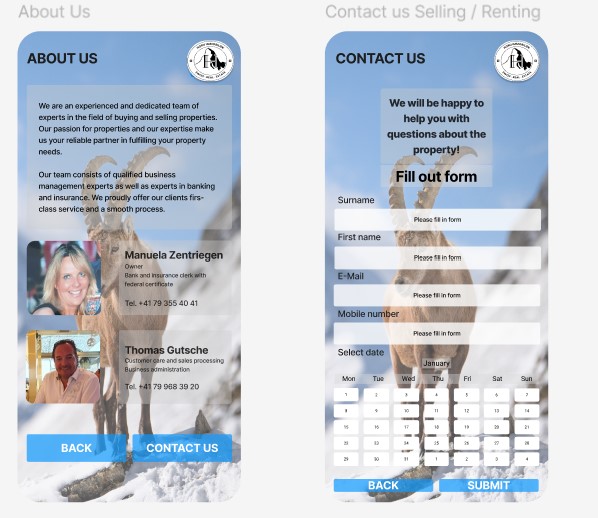 About Us
ABOUT US
We are an experienced and dedicated team of
experts in the field of buying and selling properties.
Our passion for properties and our expertise make
us your reliable partner in fulfilling your property
needs.
Our team consists of qualified business
management experts as well as experts in banking
and insurance. We proudly offer our clients firs-
class service and a smooth process.
Manuela Zentriegen
Owner
Bank and insurance clerk with
federal certificate
Tel. +41 79 355 40 41
Thomas Gutsche
Customer care and sales processing
Business administration
Tel. +41 79 968 39 20
BACK CONTACT US
Contact us Selling / Renting
CONTACT US
We will be happy to
help you with
questions about the
property!
Fill out form
Surname
Please fill in form
First name
Please fill in form
E-Mail
Please fill in form
Mobile number
Please fill in form
Select date
January
Mon Tue Wed Thu Fri Sat Sun
1 2 3 4 5 6 7
8 9 10 11 12 13 14
15 16 17 18 19 20 21
22 23 24 25 26 27 28
29 30 31 1 2 3 4
BACK SUBMIT